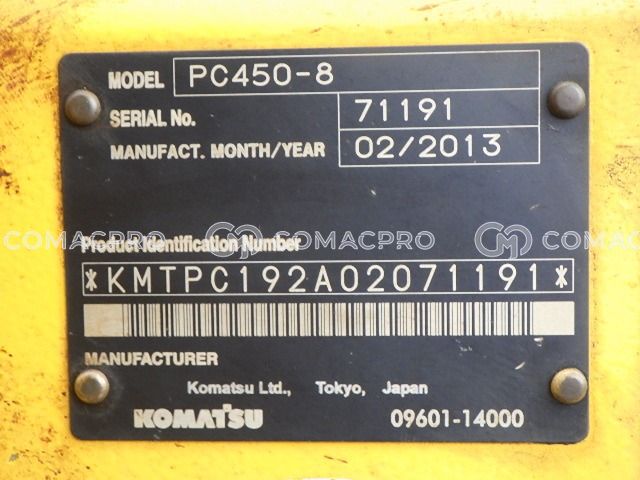 MODEL PC450-8
SERIAL No. 71191
MANUFACT. MONTH/YEAR 02/2013
COMACPRO COMACPRO
Product Identification Number
*KMTPC192A02071191*
MANUFACTURER
Komatsu Ltd., Tokyo, Japan
KOMATSU 09601-14000